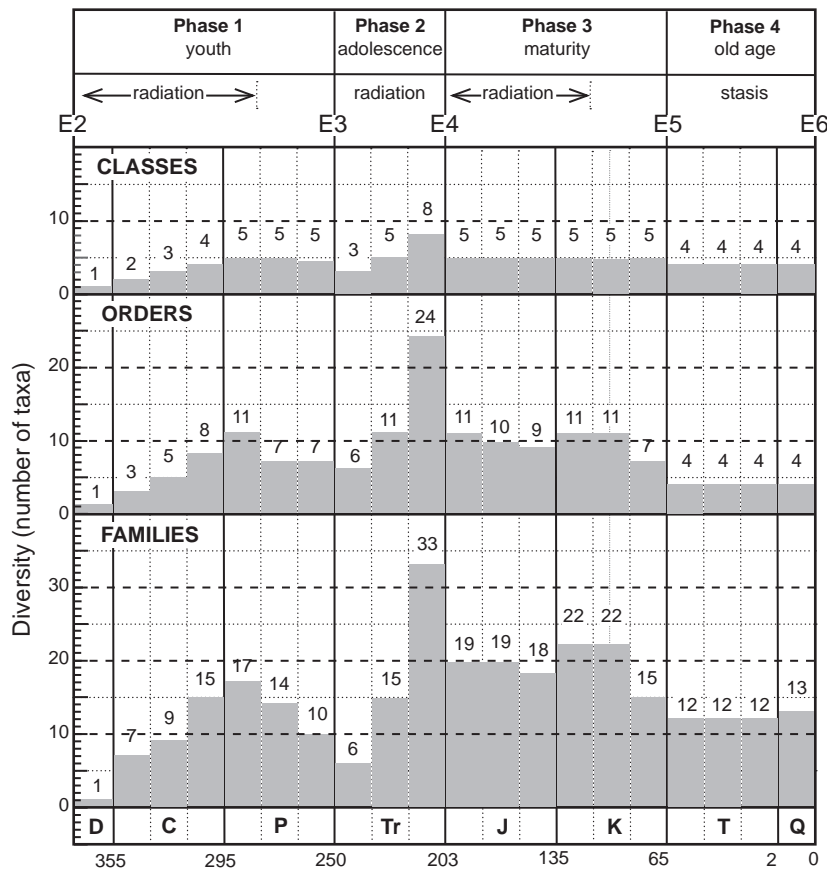 Phase 1 Phase 2 Phase 3 Phase 4
youth adolescence maturity old age
radiation radiation radiation stasis
E2 E3 E4 E5 E6
CLASSES
10
0
1 2 3 4 5 5 5 3 5 8 5 5 5 5 5 5 4 4 4 4
ORDERS
20
10
0
1 3 5 8 11 7 7 6 11 24 11 10 9 11 11 7 4 4 4 4
FAMILIES
30
20
10
0
1 7 9 15 17 14 10 6 15 33 19 19 18 22 22 15 12 12 12 13
Diversity (number of taxa)
D C P Tr J K T Q
355 295 250 203 135 65 2 0